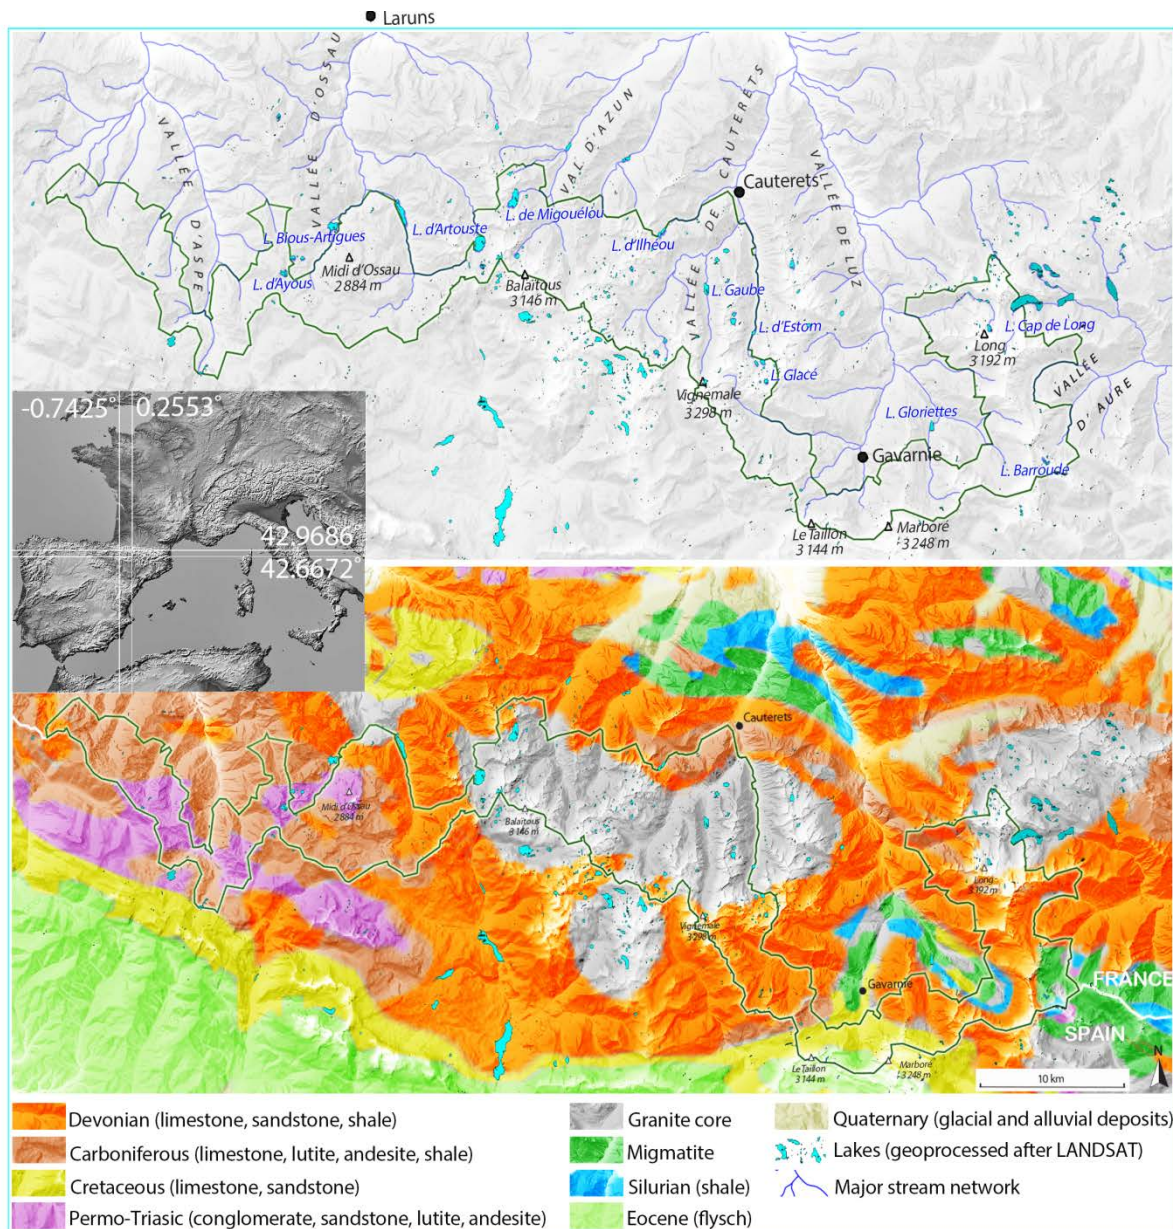 Laruns
VALLÉE D'OSSAU
VALLÉE D'ASPE
VAL D'AZUN
VALLÉE DE CAUTERETS
VALLÉE DE LUZ
Cauterets
L. de Migouélou
L. Bious-Artigues
L. d'Artouste
L. d'Ilhéou
Midi d'Ossau
2 884 m
L. d'Ayous
Balaïtous
3 146 m
L. Gaube
L. d'Estom
L. Cap de Long
Long
3 192 m
L. Glacé
Vignemale
3 298 m
VALLÉE
D' AURE
L. Gloriettes
Gavarnie
L. Barroude
Le Taillon
3 144 m
Marboré
3 248 m
-0.7425° 0.2553°
42.9686°
42.6672°
Cauterets
Midi d'Ossau
2 884 m
Balaïtous
3 146 m
Long
3 192 m
Vignemale
3 298 m
Gavarnie
FRANCE
SPAIN
Le Taillon
3 144 m
Marboré
3 248 m
N
10 km
Devonian (limestone, sandstone, shale)
Carboniferous (limestone, lutite, andesite, shale)
Cretaceous (limestone, sandstone)
Permo-Triasic (conglomerate, sandstone, lutite, andesite)
Granite core
Migmatite
Silurian (shale)
Eocene (flysch)
Quaternary (glacial and alluvial deposits)
Lakes (geoprocessed after LANDSAT)
Major stream network